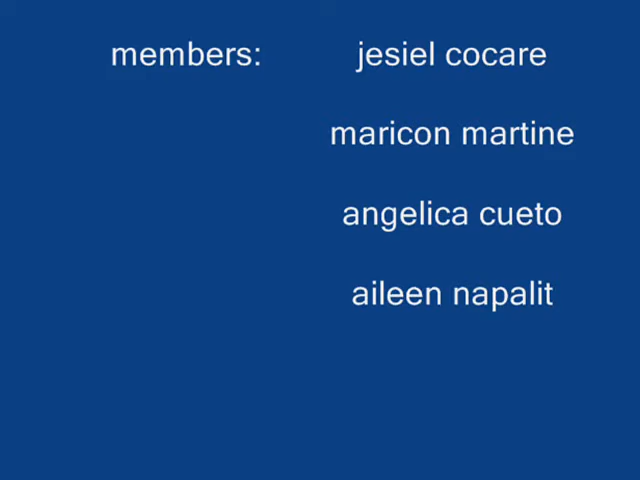 members: jesiel cocare
maricon martine
angelica cueto
aileen napalit